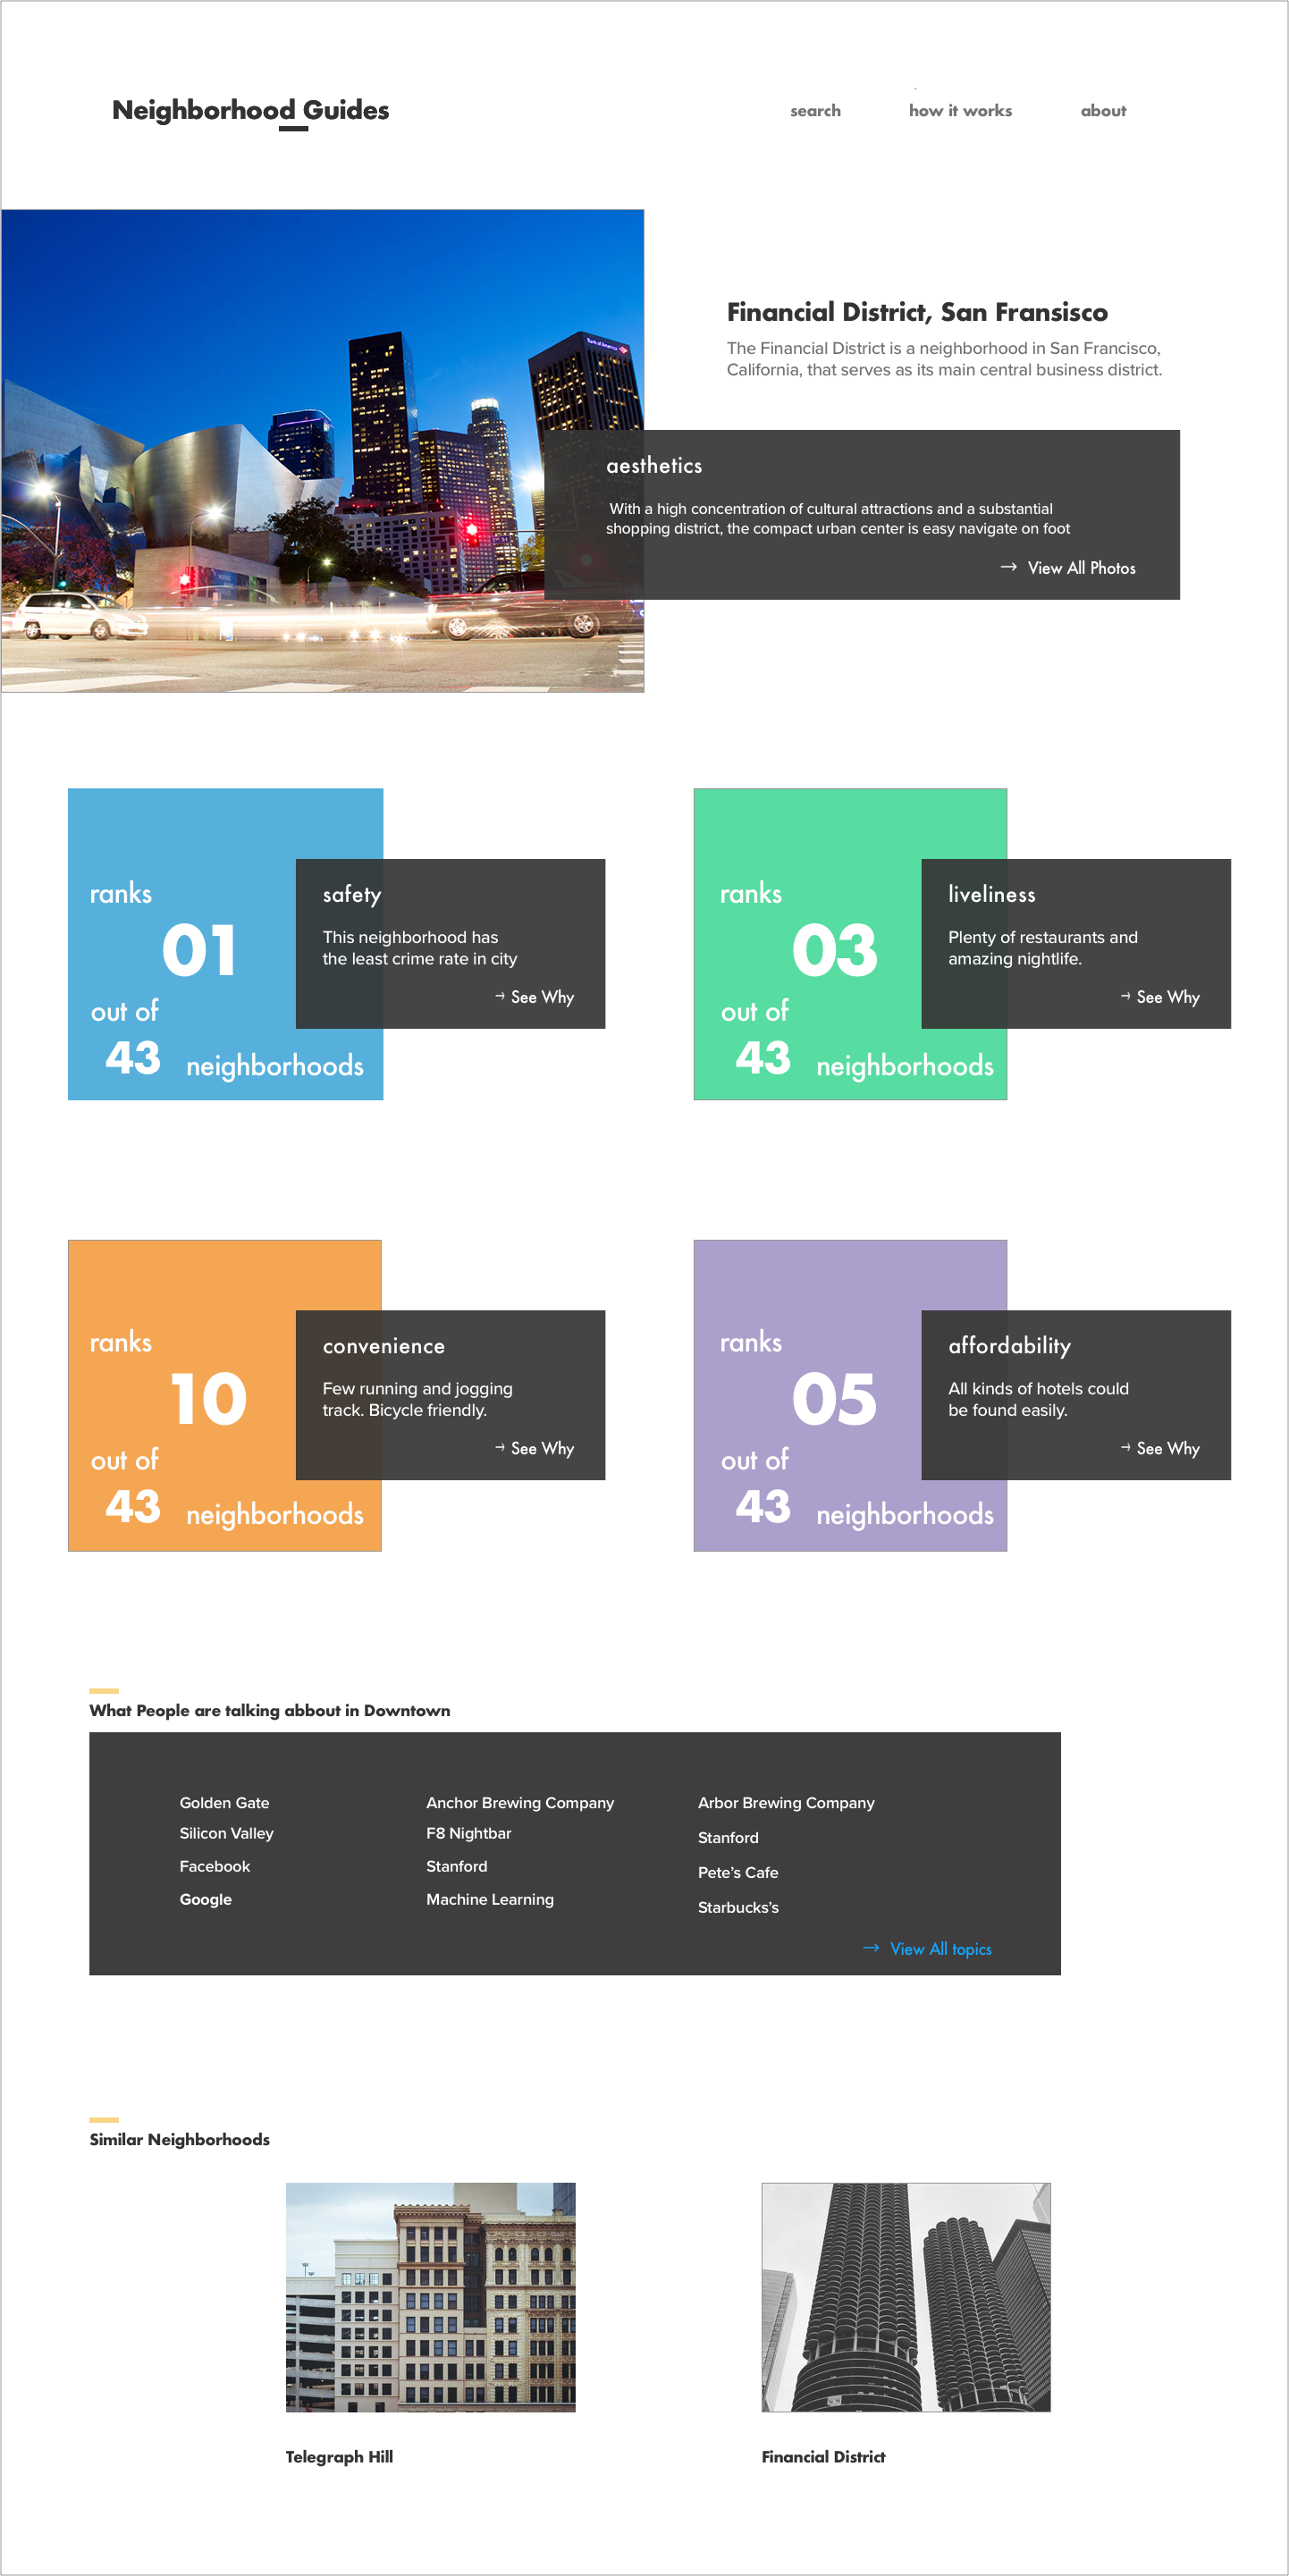 Neighborhood Guides
search
how it works
about
Bank of America
Financial District, San Fransisco
The Financial District is a neighborhood in San Francisco,
California, that serves as its main central business district.
aesthetics
With a high concentration of cultural attractions and a substantial
shopping district, the compact urban center is easy navigate on foot
→ View All Photos
ranks
01
out of
43 neighborhoods
safety
This neighborhood has
the least crime rate in city
→ See Why
ranks
03
out of
43 neighborhoods
liveliness
Plenty of restaurants and
amazing nightlife.
→ See Why
ranks
10
out of
43 neighborhoods
convenience
Few running and jogging
track. Bicycle friendly.
→ See Why
ranks
05
out of
43 neighborhoods
affordability
All kinds of hotels could
be found easily.
→ See Why
What People are talking abbout in Downtown
Golden Gate
Silicon Valley
Facebook
Google
Anchor Brewing Company
F8 Nightbar
Stanford
Machine Learning
Arbor Brewing Company
Stanford
Pete’s Cafe
Starbucks’s
→ View All topics
Similar Neighborhoods
Telegraph Hill
Financial District